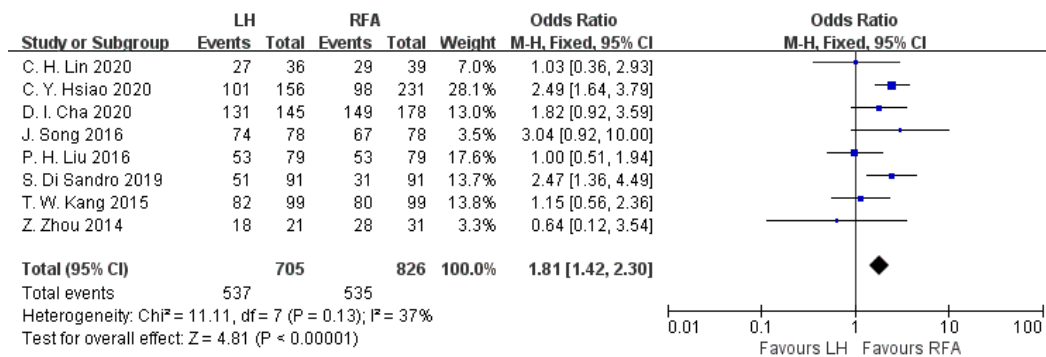 LH RFA Odds Ratio Odds Ratio
Study or Subgroup Events Total Events Total Weight M-H, Fixed, 95% CI M-H, Fixed, 95% CI
C. H. Lin 2020 27 36 29 39 7.0% 1.03 [0.36, 2.93]
C. Y. Hsiao 2020 101 156 98 231 28.1% 2.49 [1.64, 3.79]
D. I. Cha 2020 131 145 149 178 13.0% 1.82 [0.92, 3.59]
J. Song 2016 74 78 67 78 3.5% 3.04 [0.92, 10.00]
P. H. Liu 2016 53 79 53 79 17.6% 1.00 [0.51, 1.94]
S. Di Sandro 2019 51 91 31 91 13.7% 2.47 [1.36, 4.49]
T. W. Kang 2015 82 99 80 99 13.8% 1.15 [0.56, 2.36]
Z. Zhou 2014 18 21 28 31 3.3% 0.64 [0.12, 3.54]
Total (95% CI) 705 826 100.0% 1.81 [1.42, 2.30]
Total events 537 535
Heterogeneity: Chi² = 11.11, df = 7 (P = 0.13); I² = 37%
Test for overall effect: Z = 4.81 (P < 0.00001)
0.01 0.1 1 10 100
Favours LH Favours RFA